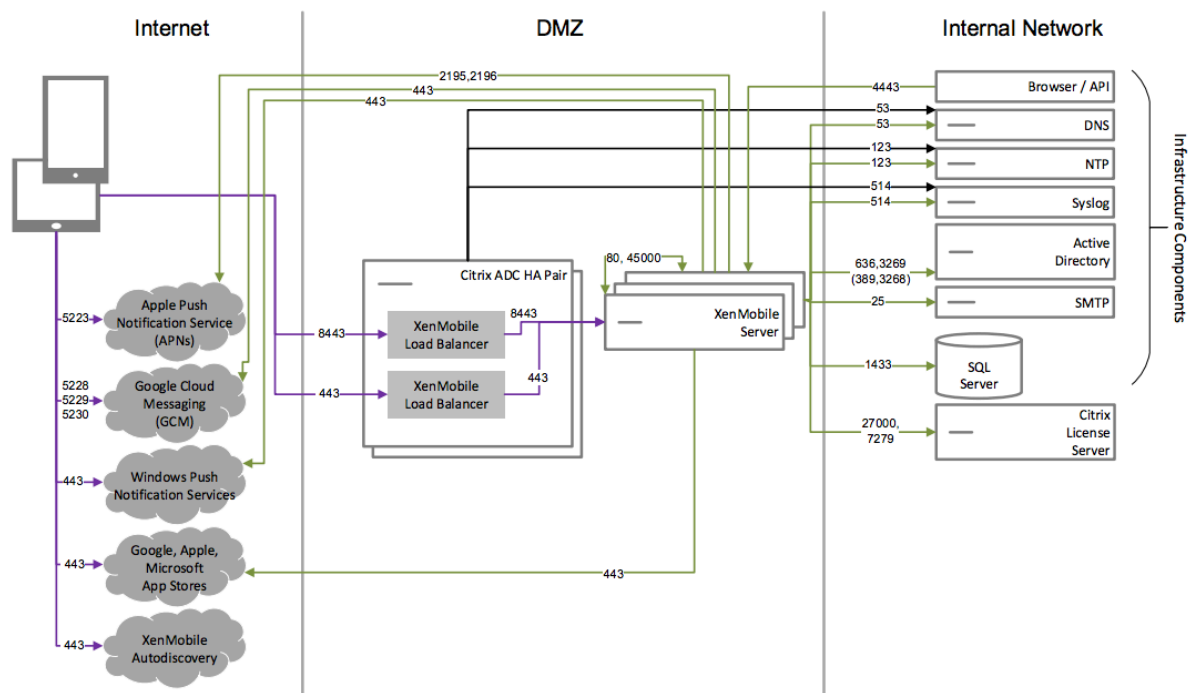 Internet
DMZ
Internal Network
2195,2196
443
443
4443
Browser / API
53
53
DNS
123
123
NTP
514
514
Syslog
636,3269
(389,3268)
Active
Directory
25
SMTP
1433
SQL
Server
27000,
7279
Citrix
License
Server
Infrastructure Components
80, 45000
Citrix ADC HA Pair
8443
XenMobile
Load Balancer
8443
XenMobile
Server
443
XenMobile
Load Balancer
443
5223
Apple Push
Notification Service
(APNs)
5228
5229
5230
Google Cloud
Messaging
(GCM)
443
Windows Push
Notification Services
443
Google, Apple,
Microsoft
App Stores
443
443
XenMobile
Autodiscovery